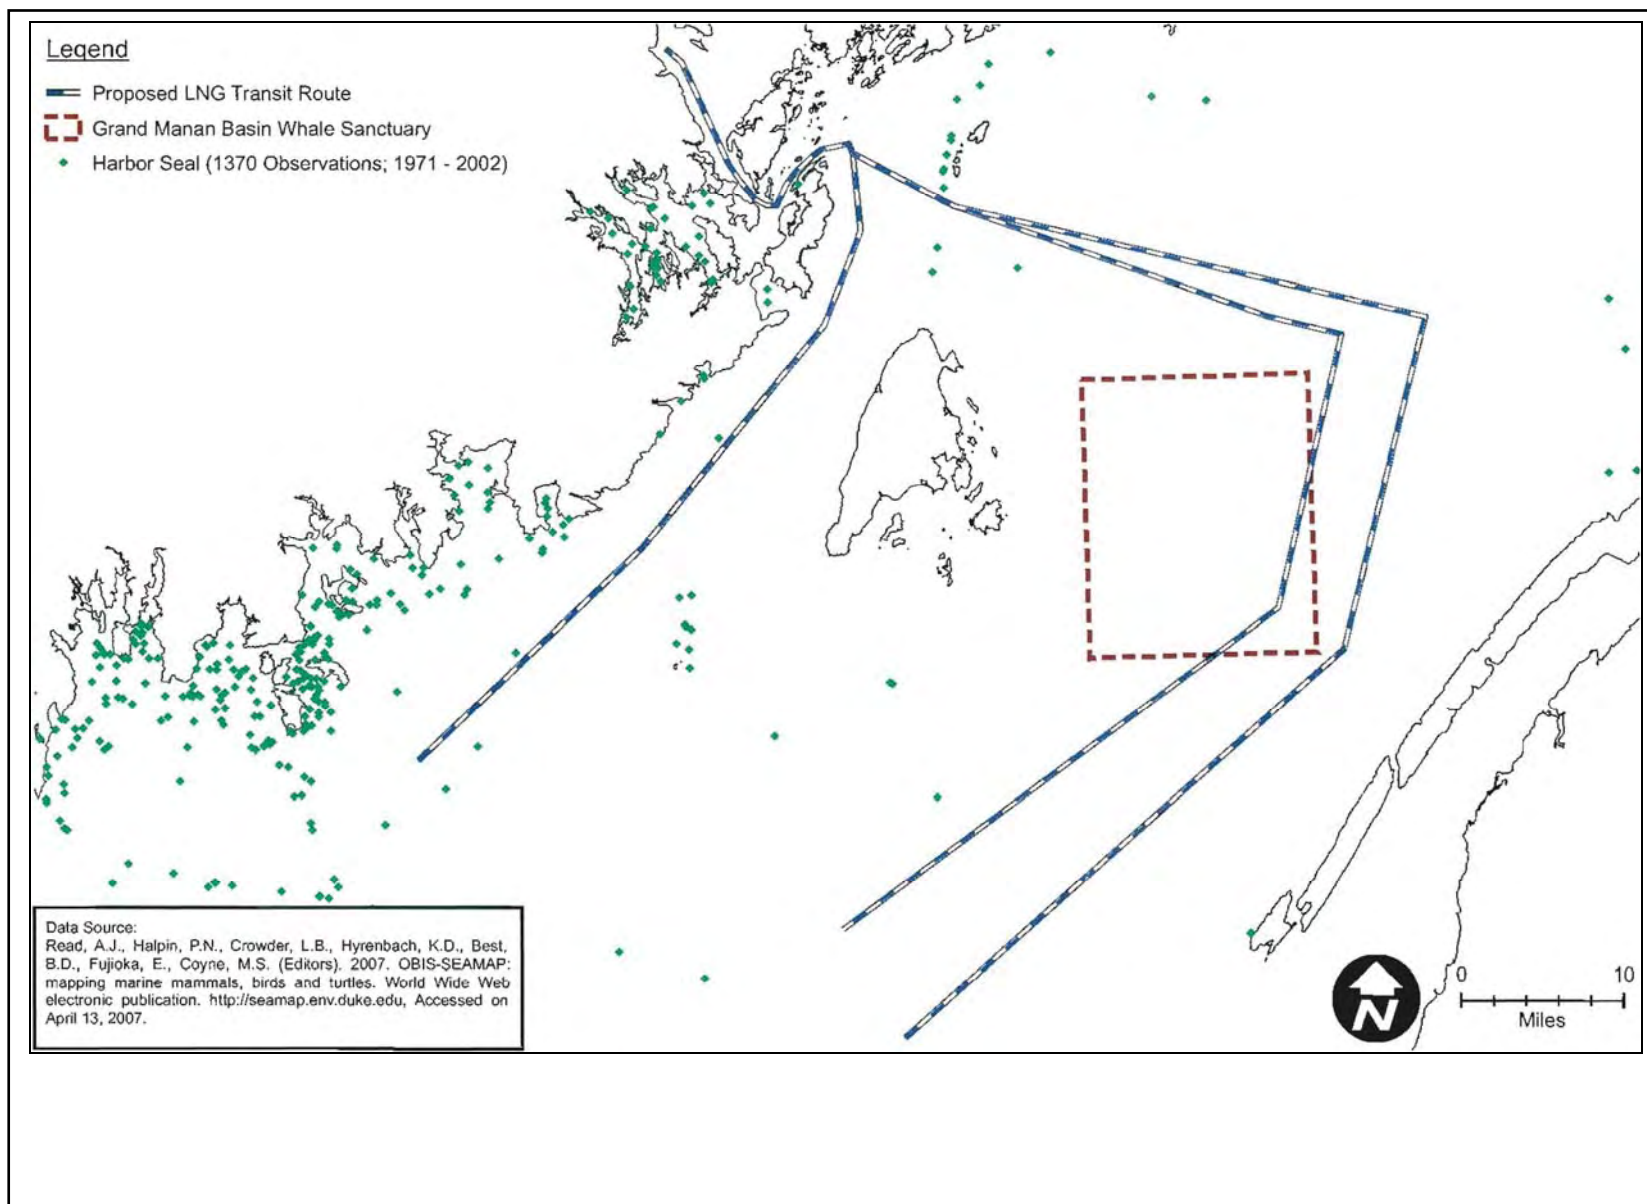 Legend
Proposed LNG Transit Route
Grand Manan Basin Whale Sanctuary
Harbor Seal (1370 Observations; 1971 - 2002)
Data Source:
Read, A.J., Halpin, P.N., Crowder, L.B., Hyrenbach, K.D., Best,
B.D., Fujioka, E., Coyne, M.S. (Editors). 2007. OBIS-SEAMAP:
mapping marine mammals, birds and turtles. World Wide Web
electronic publication. http://seamap.env.duke.edu, Accessed on
April 13, 2007.
N
0 10
Miles